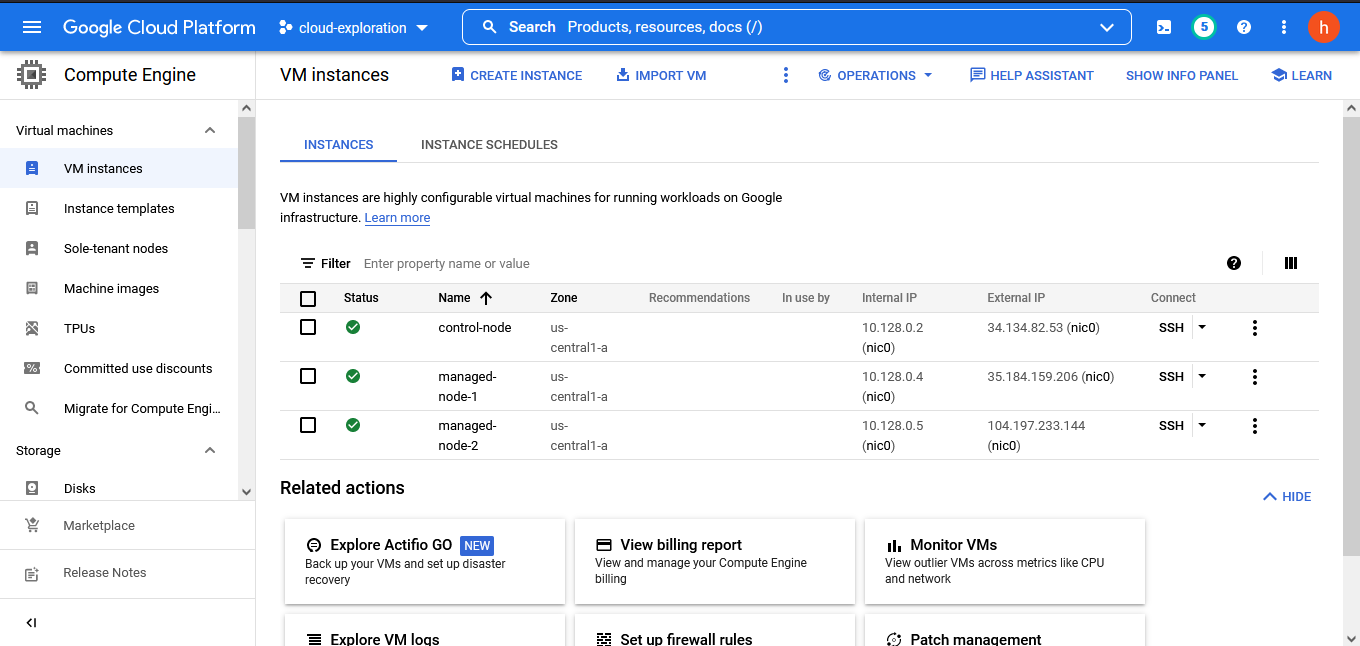 Google Cloud Platform cloud-exploration Search Products, resources, docs (/) 5 h
Compute Engine
VM instances CREATE INSTANCE IMPORT VM OPERATIONS HELP ASSISTANT SHOW INFO PANEL LEARN
Virtual machines
VM instances
Instance templates
Sole-tenant nodes
Machine images
TPUs
Committed use discounts
Migrate for Compute Engi...
Storage
Disks
Marketplace
Release Notes
INSTANCES INSTANCE SCHEDULES
VM instances are highly configurable virtual machines for running workloads on Google
infrastructure. Learn more
Filter Enter property name or value
Status Name Zone Recommendations In use by Internal IP External IP Connect
control-node us- 10.128.0.2 34.134.82.53 (nic0) SSH
central1-a (nic0)
managed- us- 10.128.0.4 35.184.159.206 (nic0) SSH
node-1 central1-a (nic0)
managed- us- 10.128.0.5 104.197.233.144 SSH
node-2 central1-a (nic0) (nic0)
Related actions
HIDE
Explore Actifio GO NEW
Back up your VMs and set up disaster
recovery
View billing report
View and manage your Compute Engine
billing
Monitor VMs
View outlier VMs across metrics like CPU
and network
Explore VM logs
Set up firewall rules
Patch management